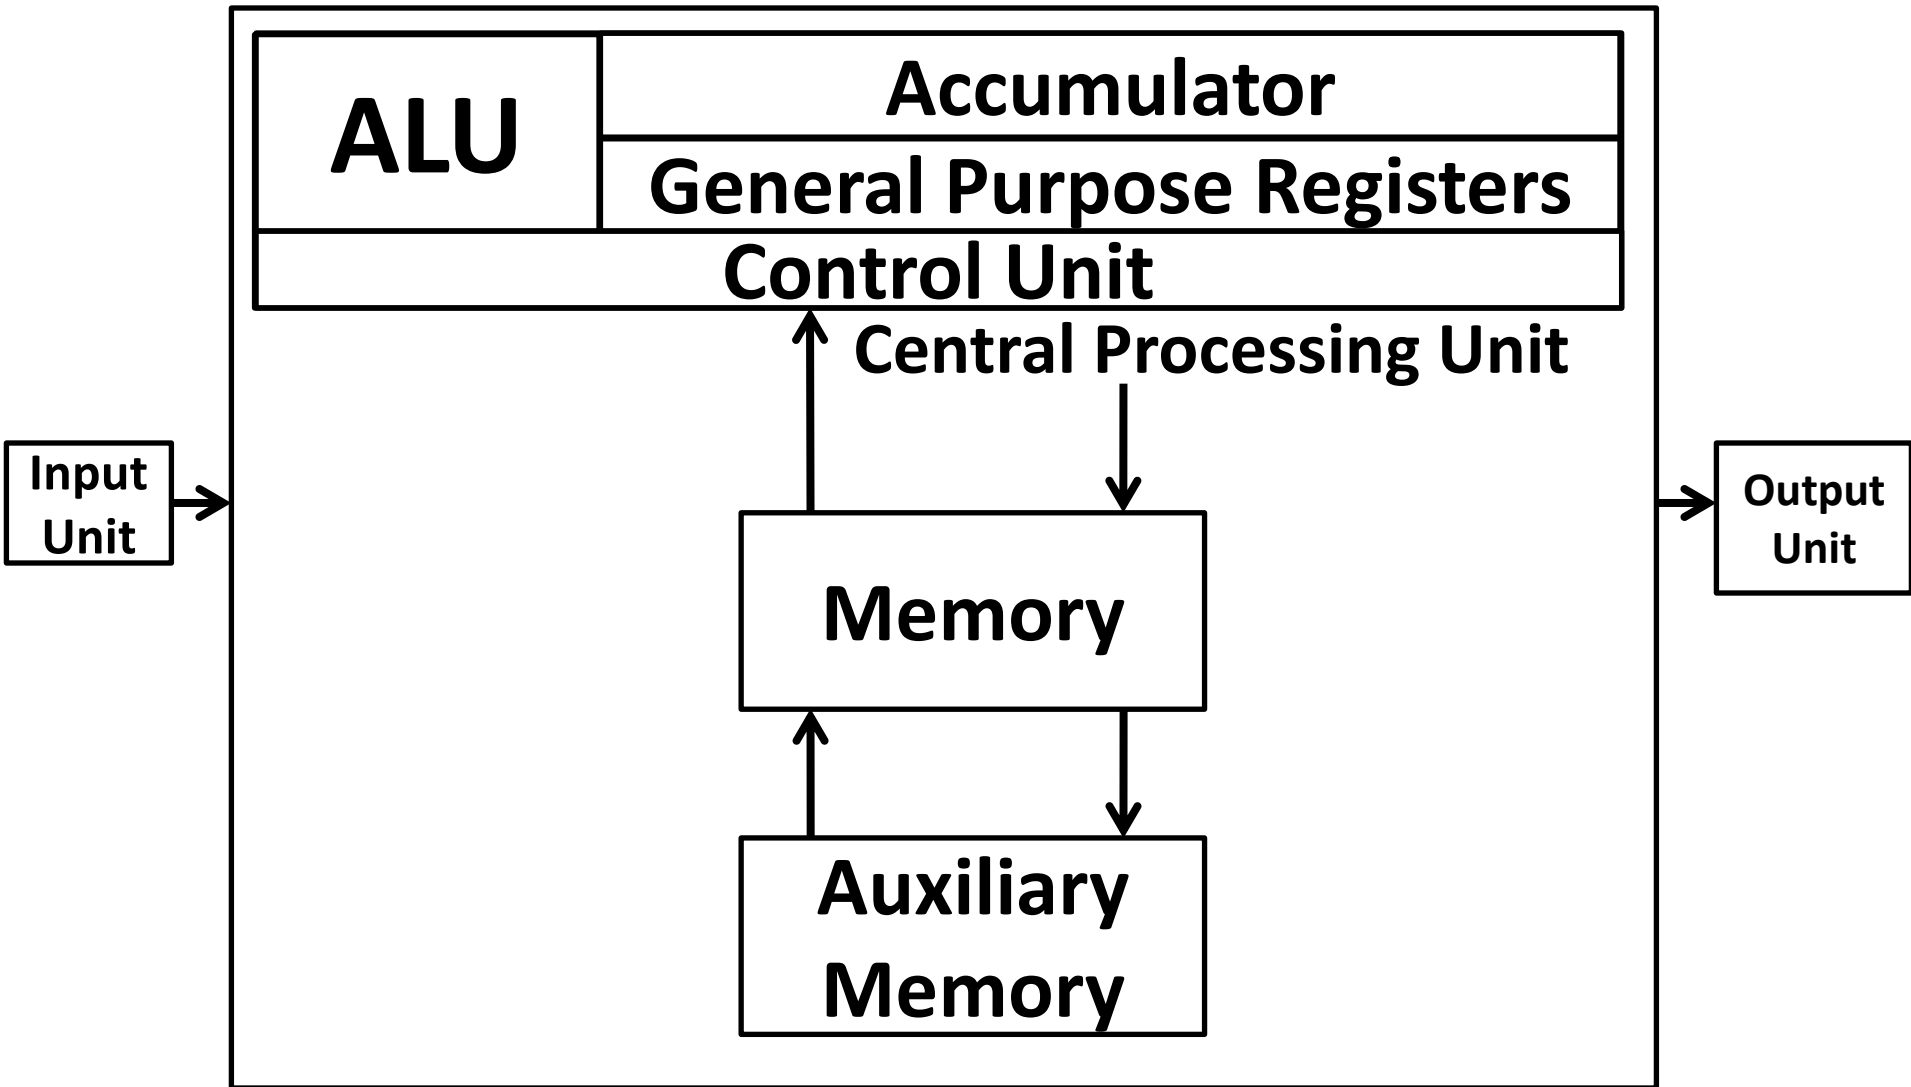 ALU
Accumulator
General Purpose Registers
Control Unit
Central Processing Unit
Input
Unit
Output
Unit
Memory
Auxiliary
Memory